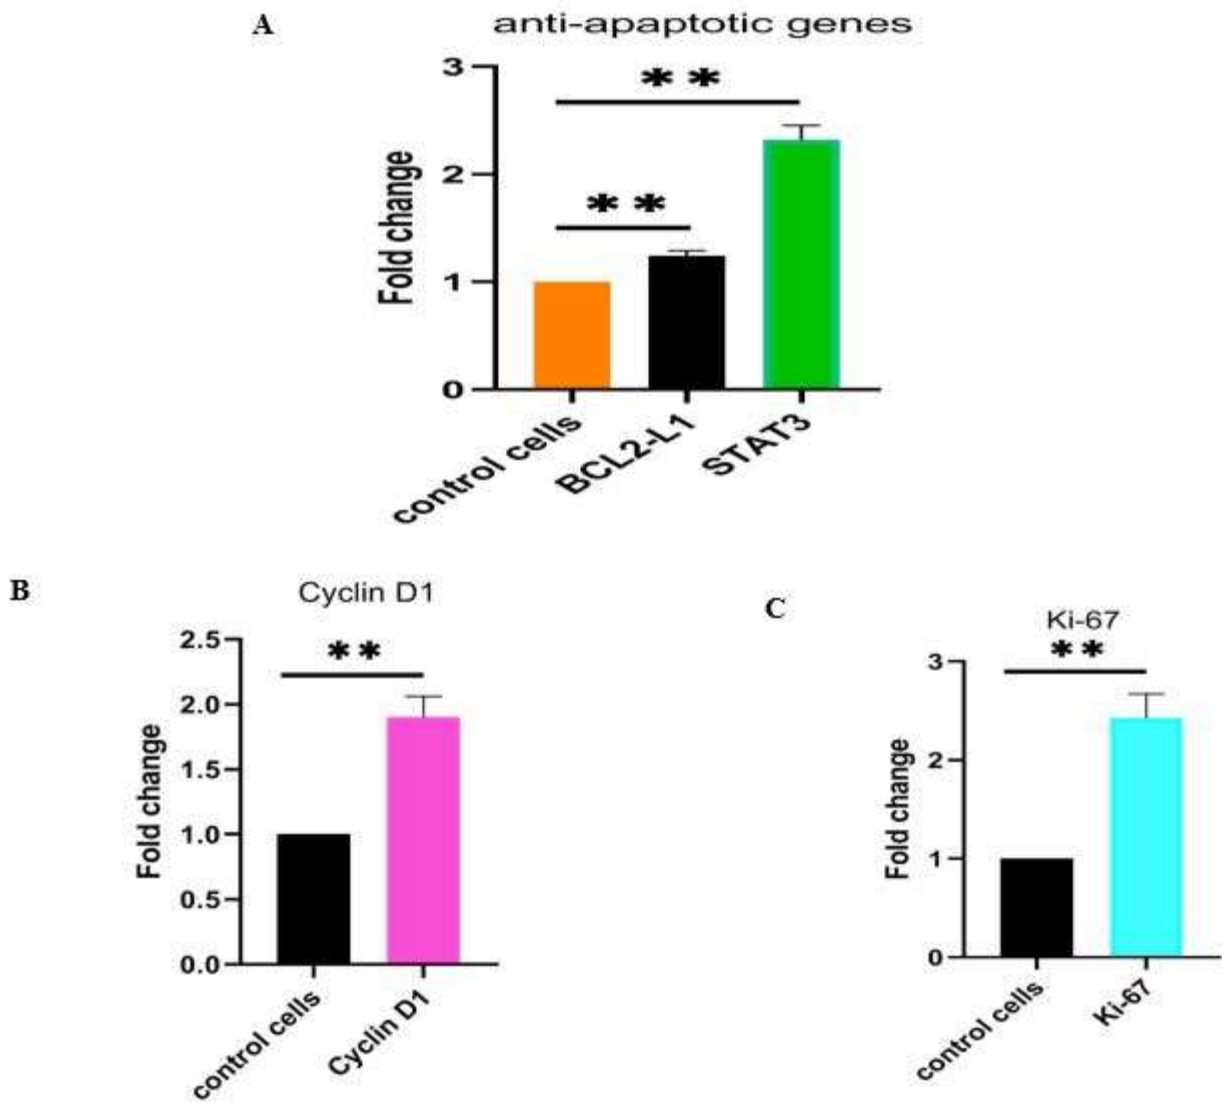 A
anti-apaptotic genes
3
2
1
0
Fold change
**
**
control cells
BCL2-L1
STAT3
B
Cyclin D1
2.5
2.0
1.5
1.0
0.5
0.0
Fold change
**
control cells
Cyclin D1
C
Ki-67
3
2
1
0
Fold change
**
control cells
Ki-67